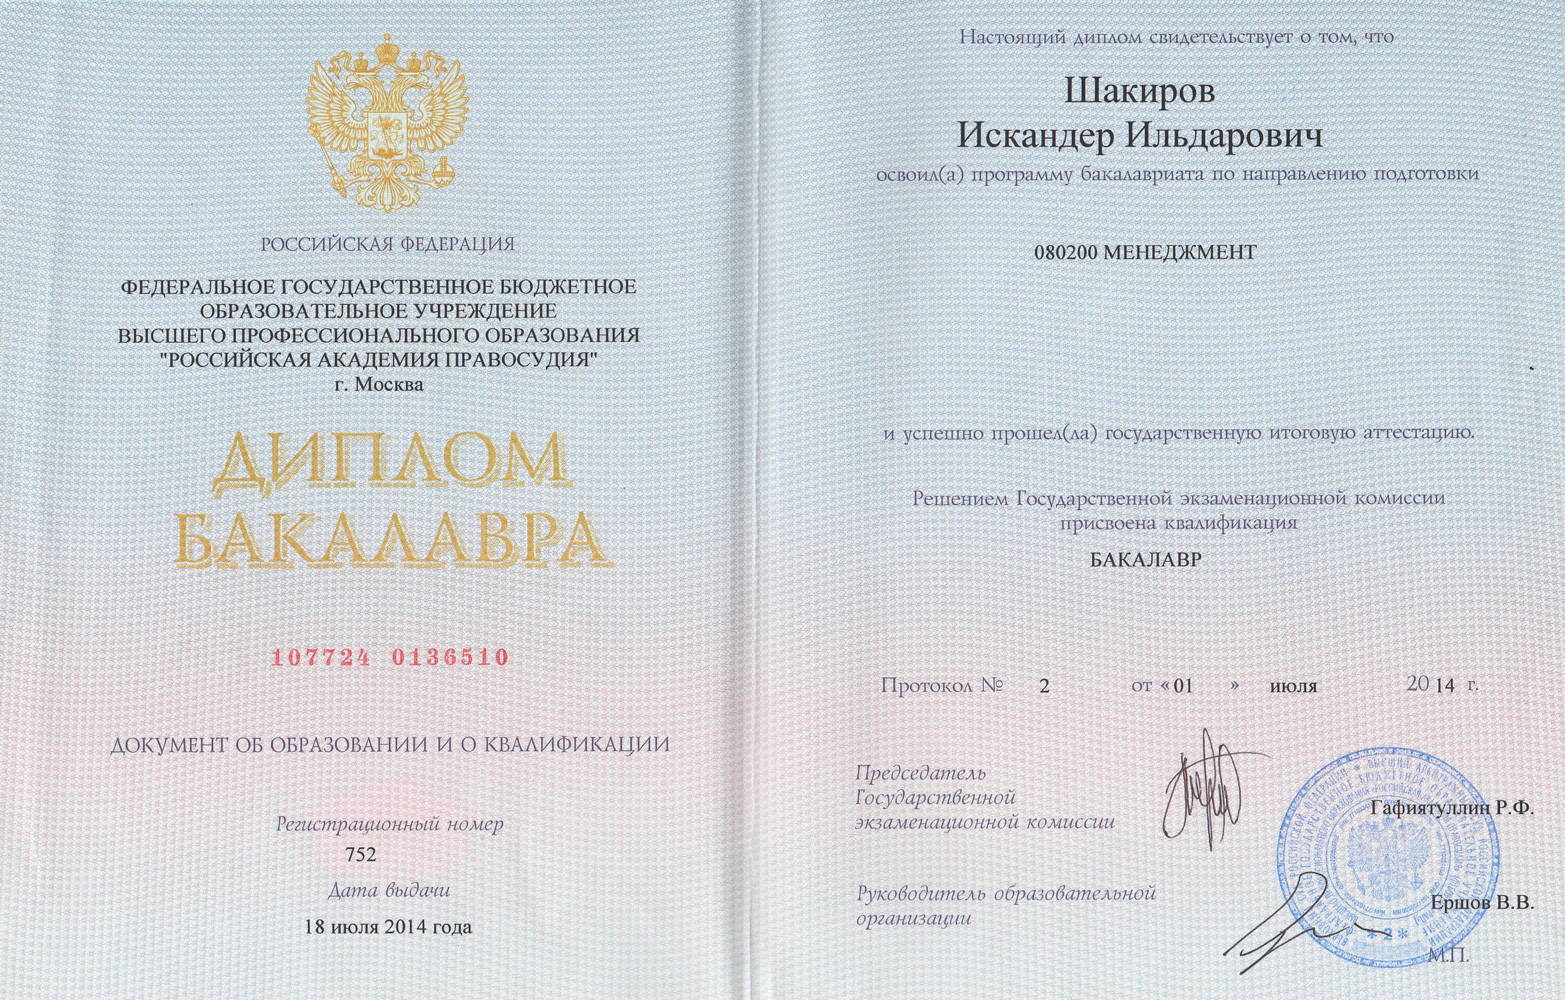 РОССИЙСКАЯ ФЕДЕРАЦИЯ
ФЕДЕРАЛЬНОЕ ГОСУДАРСТВЕННОЕ БЮДЖЕТНОЕ
ОБРАЗОВАТЕЛЬНОЕ УЧРЕЖДЕНИЕ
ВЫСШЕГО ПРОФЕССИОНАЛЬНОГО ОБРАЗОВАНИЯ
"РОССИЙСКАЯ АКАДЕМИЯ ПРАВОСУДИЯ"
г. Москва
ДИПЛОМ
БАКАЛАВРА
107724 0136510
ДОКУМЕНТ ОБ ОБРАЗОВАНИИ И О КВАЛИФИКАЦИИ
Регистрационный номер
752
Дата выдачи
18 июля 2014 года
Настоящий диплом свидетельствует о том, что
Шакиров
Искандер Ильдарович
освоил(а) программу бакалавриата по направлению подготовки
080200 МЕНЕДЖМЕНТ
и успешно прошел(ла) государственную итоговую аттестацию.
Решением Государственной экзаменационной комиссии
присвоена квалификация
БАКАЛАВР
Протокол № 2 от «01 » июля 2014 г.
Председатель
Государственной
экзаменационной комиссии
Гафиятуллин Р.Ф.
Руководитель образовательной
организации
Ершов В.В.
М.П.
*2*